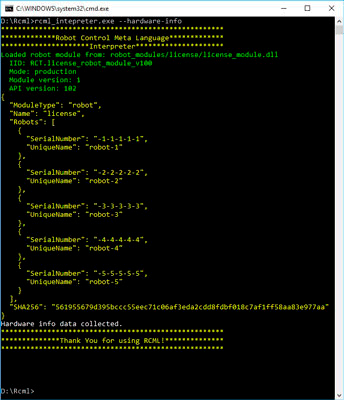 C:\WINDOWS\system32\cmd.exe
D:\Rcml>rcml_intepreter.exe --hardware-info
**************************************************
************Robot Control Meta Language***********
********************Interpreter*******************
Loaded robot module from: robot_modules/license/license_module.dll
IID: RCT.license_robot_module_v100
Mode: production
Module version: 1
API version: 102
{
"ModuleType": "robot",
"Name": "license",
"Robots": [
{
"SerialNumber": "-1-1-1-1-1",
"UniqueName": "robot-1"
},
{
"SerialNumber": "-2-2-2-2-2",
"UniqueName": "robot-2"
},
{
"SerialNumber": "-3-3-3-3-3",
"UniqueName": "robot-3"
},
{
"SerialNumber": "-4-4-4-4-4",
"UniqueName": "robot-4"
},
{
"SerialNumber": "-5-5-5-5-5",
"UniqueName": "robot-5"
}
],
"SHA256": "561955679d395bccc55eec71c06af3eda2cdd8fdbf018c7af1ff58aa83e977aa"
}
Hardware info data collected.
**************************************************
*************Thank You for using RCML!************
**************************************************
D:\Rcml>